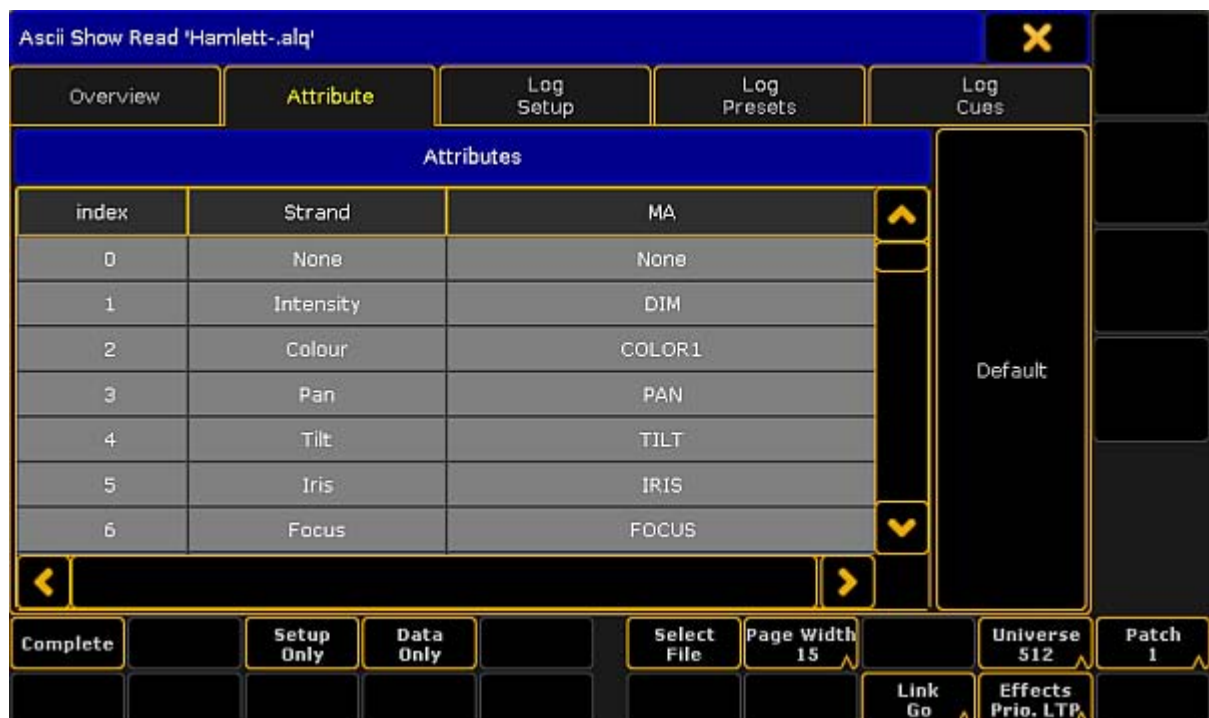 Ascii Show Read 'Hamlett-.alq'
Overview
Attribute
Log
Setup
Log
Presets
Log
Cues
Attributes
index Strand MA
0 None None
1 Intensity DIM
2 Colour COLOR1
3 Pan PAN
4 Tilt TILT
5 Iris IRIS
6 Focus FOCUS
Default
Complete
Setup
Only
Data
Only
Select
File
Page Width
15
Universe
512
Patch
1
Link
Go
Effects
Prio. LTP